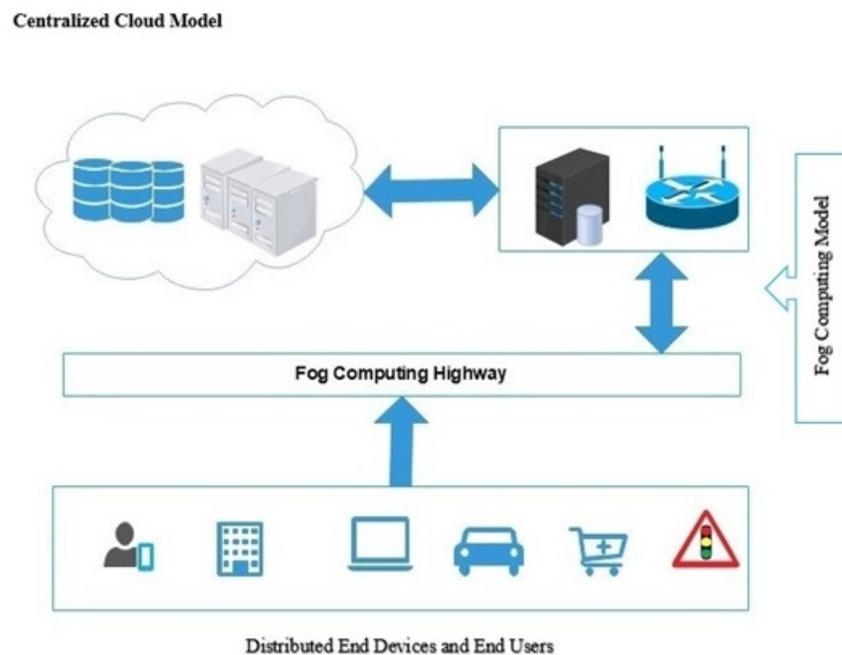 Centralized Cloud Model
Fog Computing Model
Fog Computing Highway
Distributed End Devices and End Users